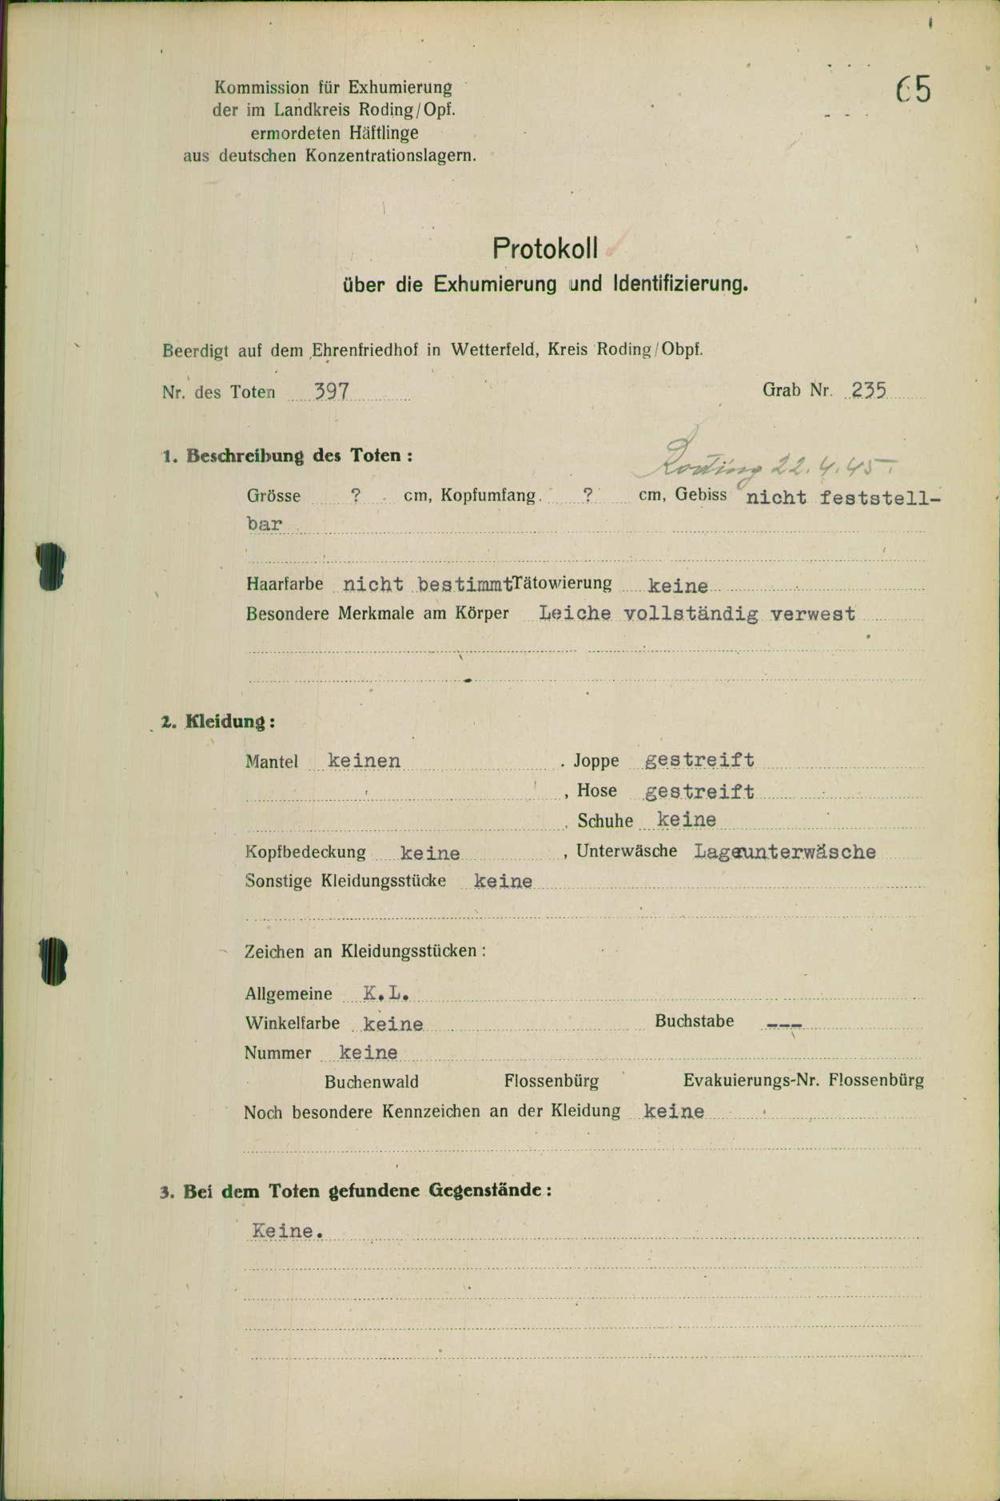 65
Kommission für Exhumierung
der im Landkreis Roding/Opf.
ermordeten Häftlinge
aus deutschen Konzentrationslagern.
Protokoll
über die Exhumierung und Identifizierung.
Beerdigt auf dem Ehrenfriedhof in Wetterfeld, Kreis Roding/Obpf.
Nr. des Toten 397 Grab Nr. 235
1. Beschreibung des Toten :
Roding 22.4.45.
Grösse ? cm, Kopfumfang. ? cm, Gebiss nicht feststell-
bar
Haarfarbe nicht bestimmt Tätowierung keine
Besondere Merkmale am Körper Leiche vollständig verwest
2. Kleidung :
Mantel keinen . Joppe gestreift
, Hose gestreift
. Schuhe keine
Kopfbedeckung keine , Unterwäsche Lagerunterwäsche
Sonstige Kleidungsstücke keine
Zeichen an Kleidungsstücken :
Allgemeine K.L.
Winkelfarbe keine Buchstabe ---
Nummer keine
Buchenwald Flossenbürg Evakuierungs-Nr. Flossenbürg
Noch besondere Kennzeichen an der Kleidung keine
3. Bei dem Toten gefundene Gegenstände :
Keine.